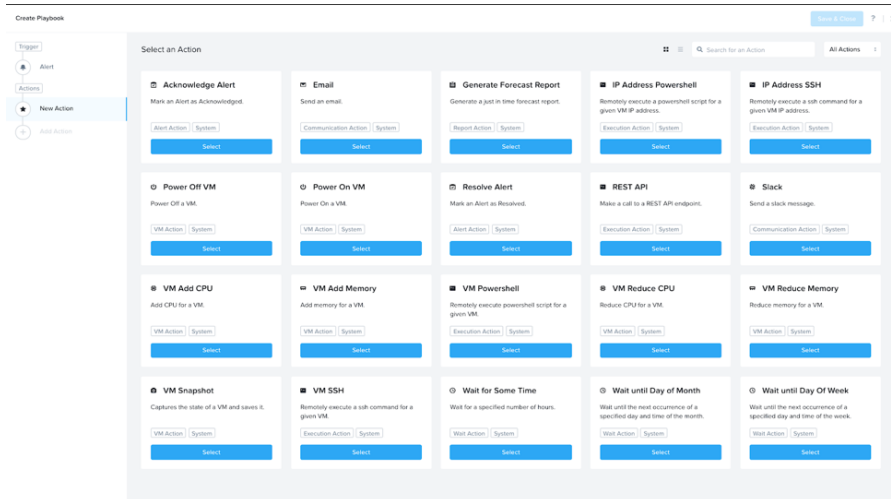 Create Playbook
Save & Close
?
Trigger
Alert
Actions
New Action
Add Action
Select an Action
Search for an Action
All Actions
Acknowledge Alert
Mark an Alert as Acknowledged.
Alert Action System
Select
Email
Send an email.
Communication Action System
Select
Generate Forecast Report
Generate a just in time forecast report.
Report Action System
Select
IP Address Powershell
Remotely execute a powershell script for a
given VM IP address.
Execution Action System
Select
IP Address SSH
Remotely execute a ssh command for a
given VM IP address.
Execution Action System
Select
Power Off VM
Power Off a VM.
VM Action System
Select
Power On VM
Power On a VM.
VM Action System
Select
Resolve Alert
Mark an Alert as Resolved.
Alert Action System
Select
REST API
Make a call to a REST API endpoint.
Execution Action System
Select
Slack
Send a slack message.
Communication Action System
Select
VM Add CPU
Add CPU for a VM.
VM Action System
Select
VM Add Memory
Add memory for a VM.
VM Action System
Select
VM Powershell
Remotely execute powershell script for a
given VM.
Execution Action System
Select
VM Reduce CPU
Reduce CPU for a VM.
VM Action System
Select
VM Reduce Memory
Reduce memory for a VM.
VM Action System
Select
VM Snapshot
Captures the state of a VM and saves it.
VM Action System
Select
VM SSH
Remotely execute a ssh command for a
given VM.
Execution Action System
Select
Wait for Some Time
Wait for a specified number of hours.
Wait Action System
Select
Wait until Day of Month
Wait until the next occurrence of a
specified day and time of the month.
Wait Action System
Select
Wait until Day Of Week
Wait until the next occurrence of a
specified day and time of the week.
Wait Action System
Select